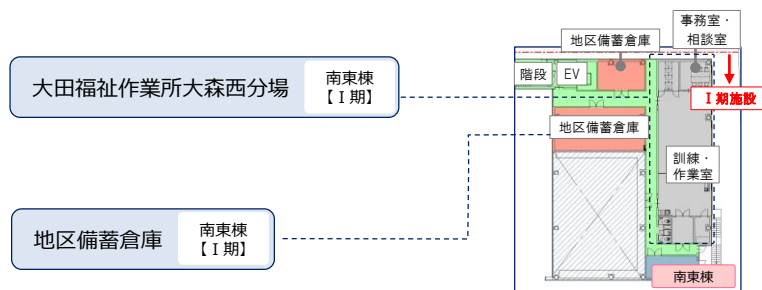 大田福祉作業所大森西分場
南東棟
【Ⅰ期】
地区備蓄倉庫
南東棟
【Ⅰ期】
事務室・
相談室
地区備蓄倉庫
階段
EV
Ⅰ期施設
地区備蓄倉庫
訓練・
作業室
南東棟